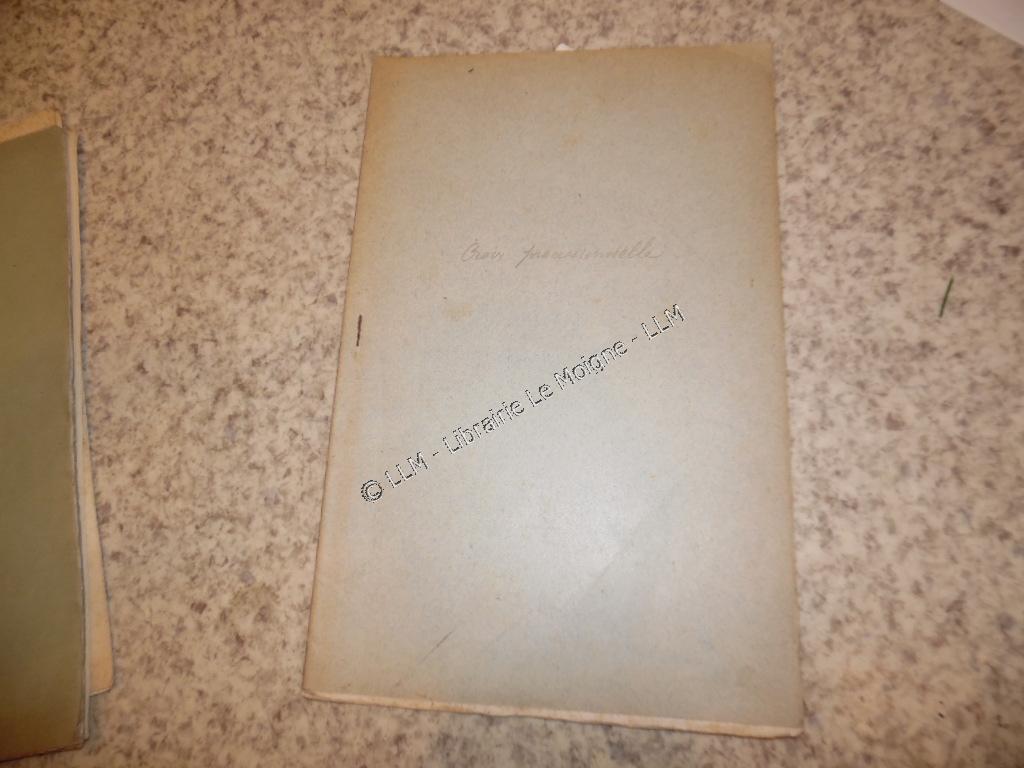 Croix processionnelle
© LLM - Librairie Le Moigne - LLM